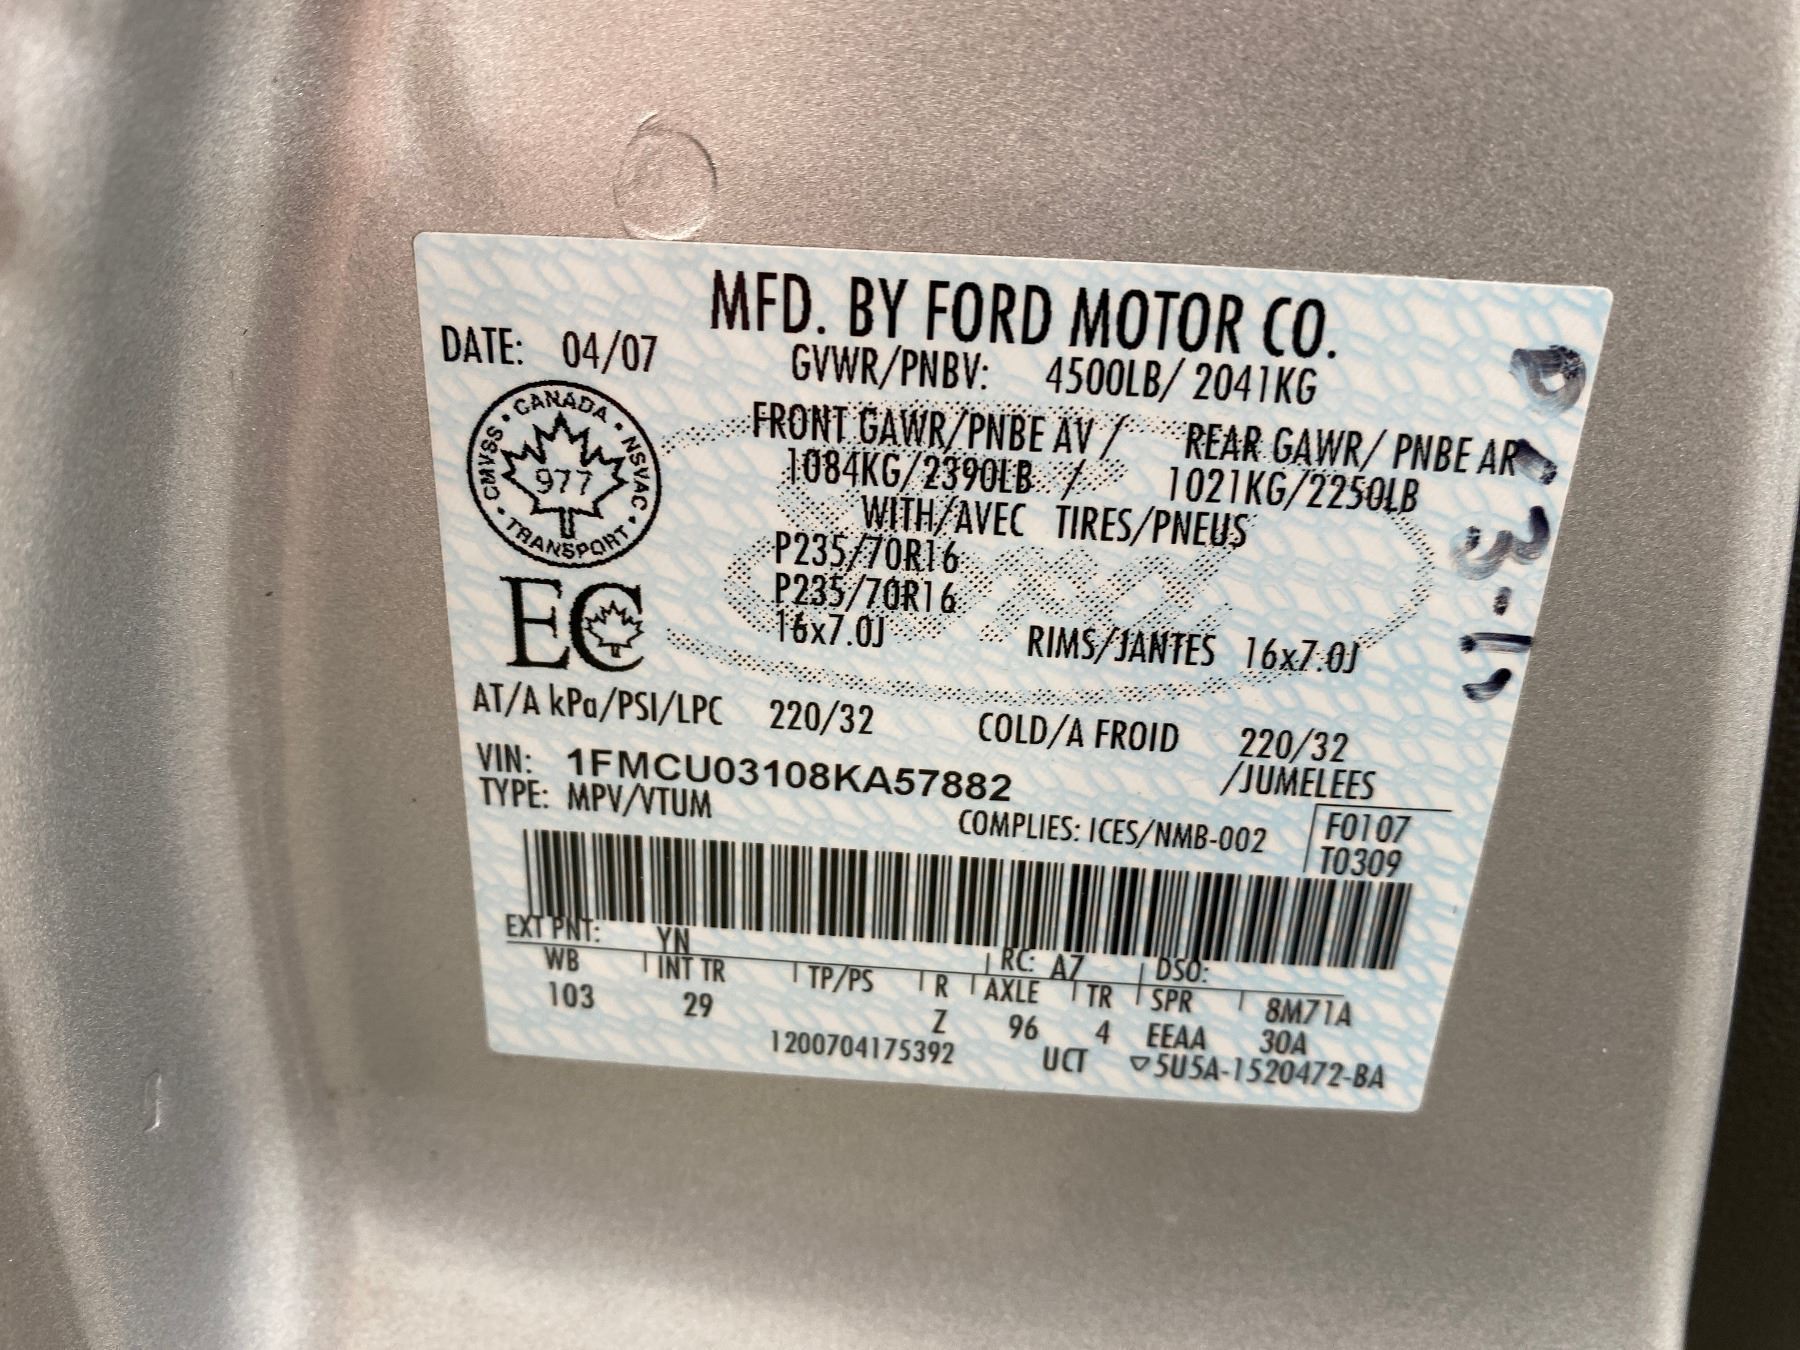 MFD. BY FORD MOTOR CO.
DATE: 04/07
GVWR/PNBV: 4500LB/ 2041KG
FRONT GAWR/PNBE AV / REAR GAWR/ PNBE AR
1084KG/2390LB / 1021KG/2250LB
WITH/AVEC TIRES/PNEUS
P235/70R16
P235/70R16
16x7.0J RIMS/JANTES 16x7.0J
CANADA · NSVAC · TRANSPORT · CMVSS ·
977
EC
AT/A kPa/PSI/LPC 220/32 COLD/A FROID 220/32
/JUMELEES
VIN: 1FMCU03108KA57882
TYPE: MPV/VTUM
COMPLIES: ICES/NMB-002
F0107
T0309
EXT PNT: YN RC: A7 DSO:
WB INT TR TP/PS R AXLE TR SPR 8M71A
103 29 Z 96 4 EEAA 30A
1200704175392 UCT 5U5A-1520472-BA